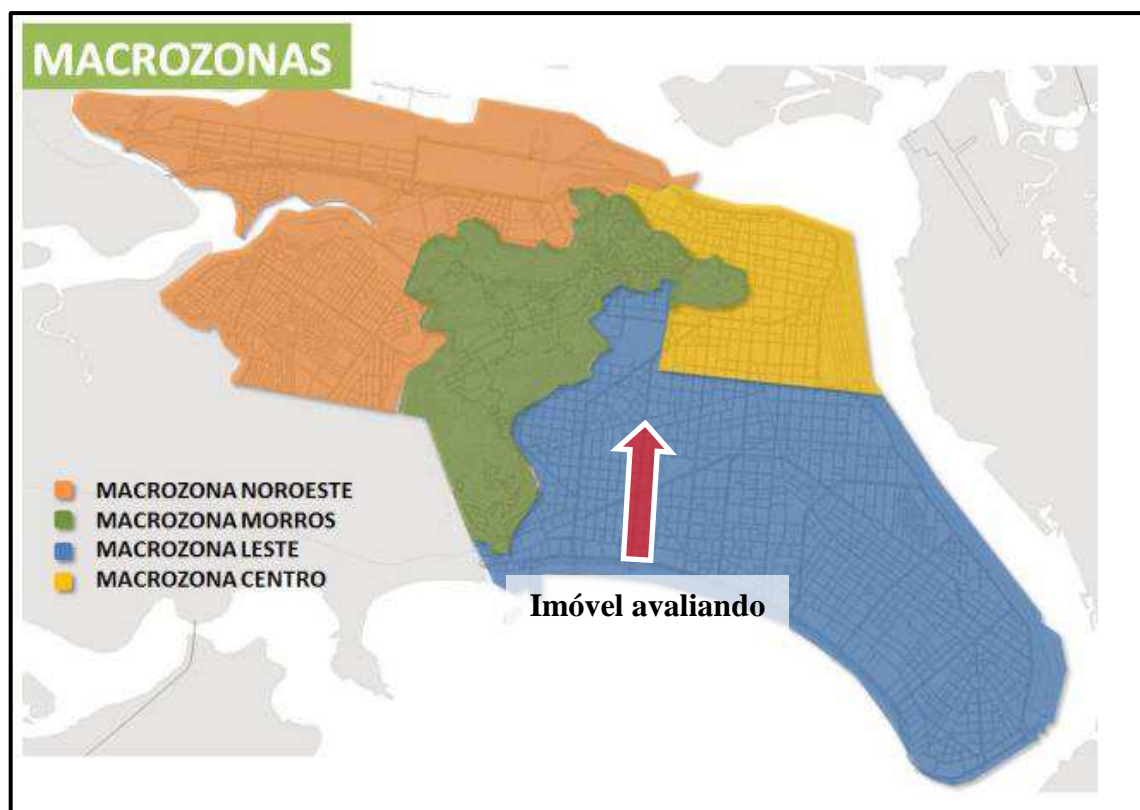 MACROZONAS
MACROZONA NOROESTE
MACROZONA MORROS
MACROZONA LESTE
MACROZONA CENTRO
Imóvel avaliando